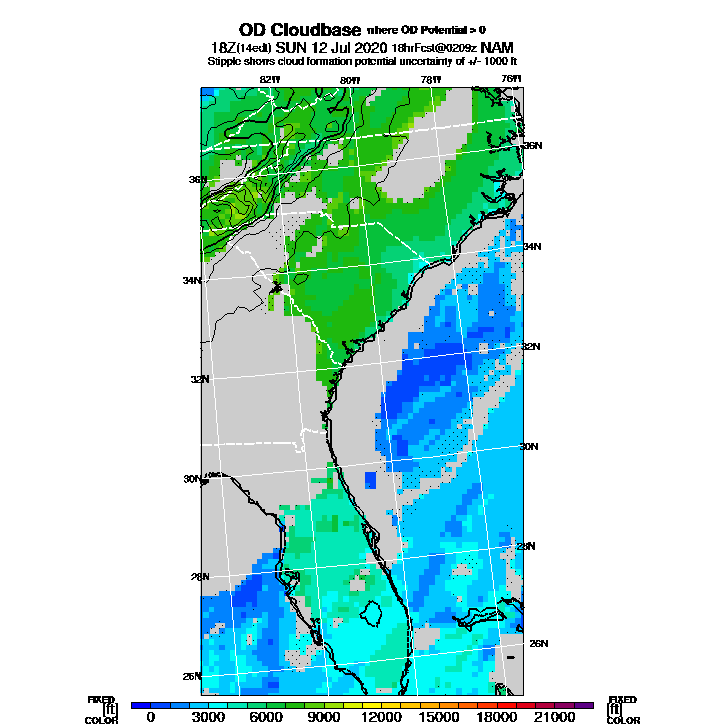 OD Cloudbase where OD Potential > 0
18Z(14edt) SUN 12 Jul 2020 18hrFcst@0209z NAM
Stipple shows cloud formation potential uncertainty of +/- 1000 ft
82W 80W 78W 76W
36N
36N
34N
34N
32N
32N
30N
30N
28N
28N
26N
26N
FIXED [ft] COLOR
0 3000 6000 9000 12000 15000 18000 21000
FIXED [ft] COLOR